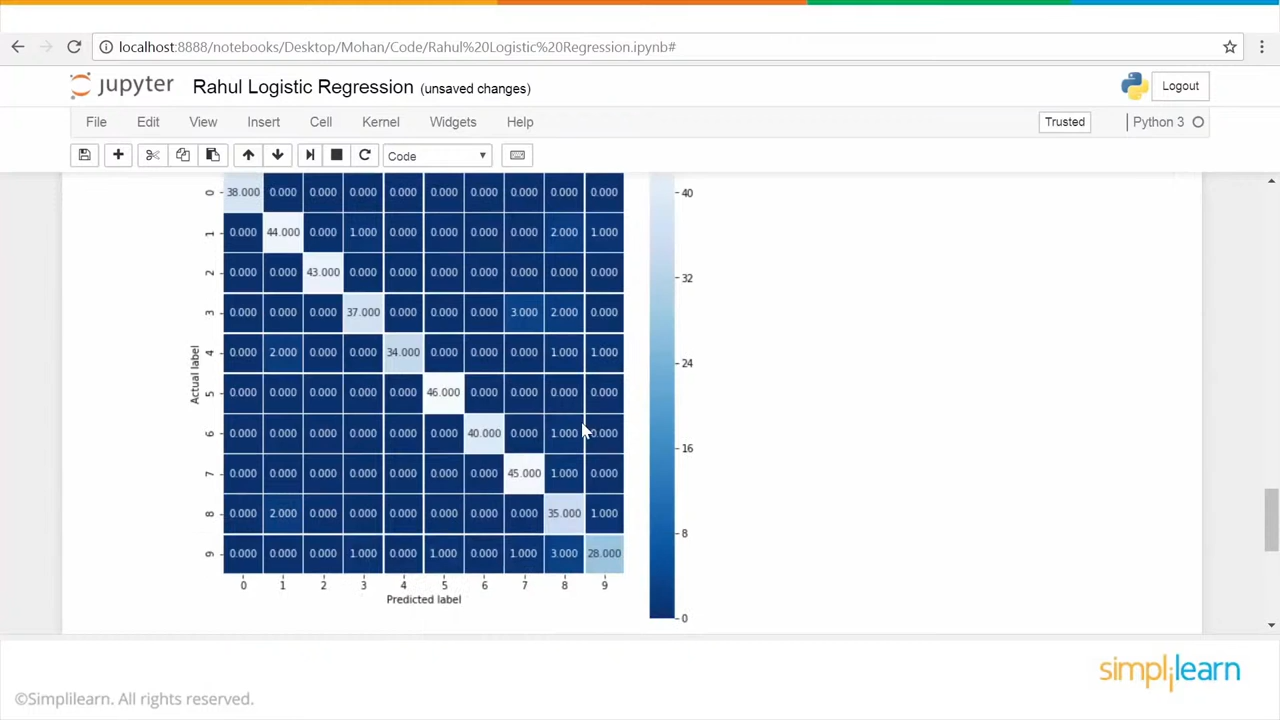 localhost:8888/notebooks/Desktop/Mohan/Code/Rahul%20Logistic%20Regression.ipynb#
jupyter Rahul Logistic Regression (unsaved changes) Logout
File Edit View Insert Cell Kernel Widgets Help Trusted Python 3
Code
0 38.000 0.000 0.000 0.000 0.000 0.000 0.000 0.000 0.000 0.000
1 0.000 44.000 0.000 1.000 0.000 0.000 0.000 0.000 2.000 1.000
2 0.000 0.000 43.000 0.000 0.000 0.000 0.000 0.000 0.000 0.000
3 0.000 0.000 0.000 37.000 0.000 0.000 0.000 3.000 2.000 0.000
4 0.000 2.000 0.000 0.000 34.000 0.000 0.000 0.000 1.000 1.000
5 0.000 0.000 0.000 0.000 0.000 46.000 0.000 0.000 0.000 0.000
6 0.000 0.000 0.000 0.000 0.000 0.000 40.000 0.000 1.000 0.000
7 0.000 0.000 0.000 0.000 0.000 0.000 0.000 45.000 1.000 0.000
8 0.000 2.000 0.000 0.000 0.000 0.000 0.000 0.000 35.000 1.000
9 0.000 0.000 0.000 1.000 0.000 1.000 0.000 1.000 3.000 28.000
0 1 2 3 4 5 6 7 8 9
Actual label
Predicted label
40
32
24
16
8
0
simplilearn
©Simplilearn. All rights reserved.